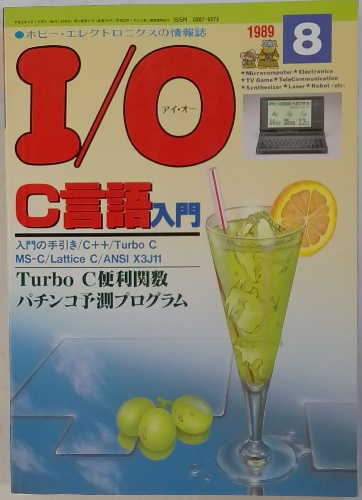 ISSN 0387-6073
●ホビー・エレクトロニクスの情報誌
1989
8
I/O
アイ・オー
●Microcomputer★Electronics
★TV Game★TeleCommunication
★Synthesizer★Laser★Robot-etc.
C言語入門
入門の手引き/C++/Turbo C
MS-C/Lattice C/ANSI X3J11
Turbo C便利関数
パチンコ予測プログラム